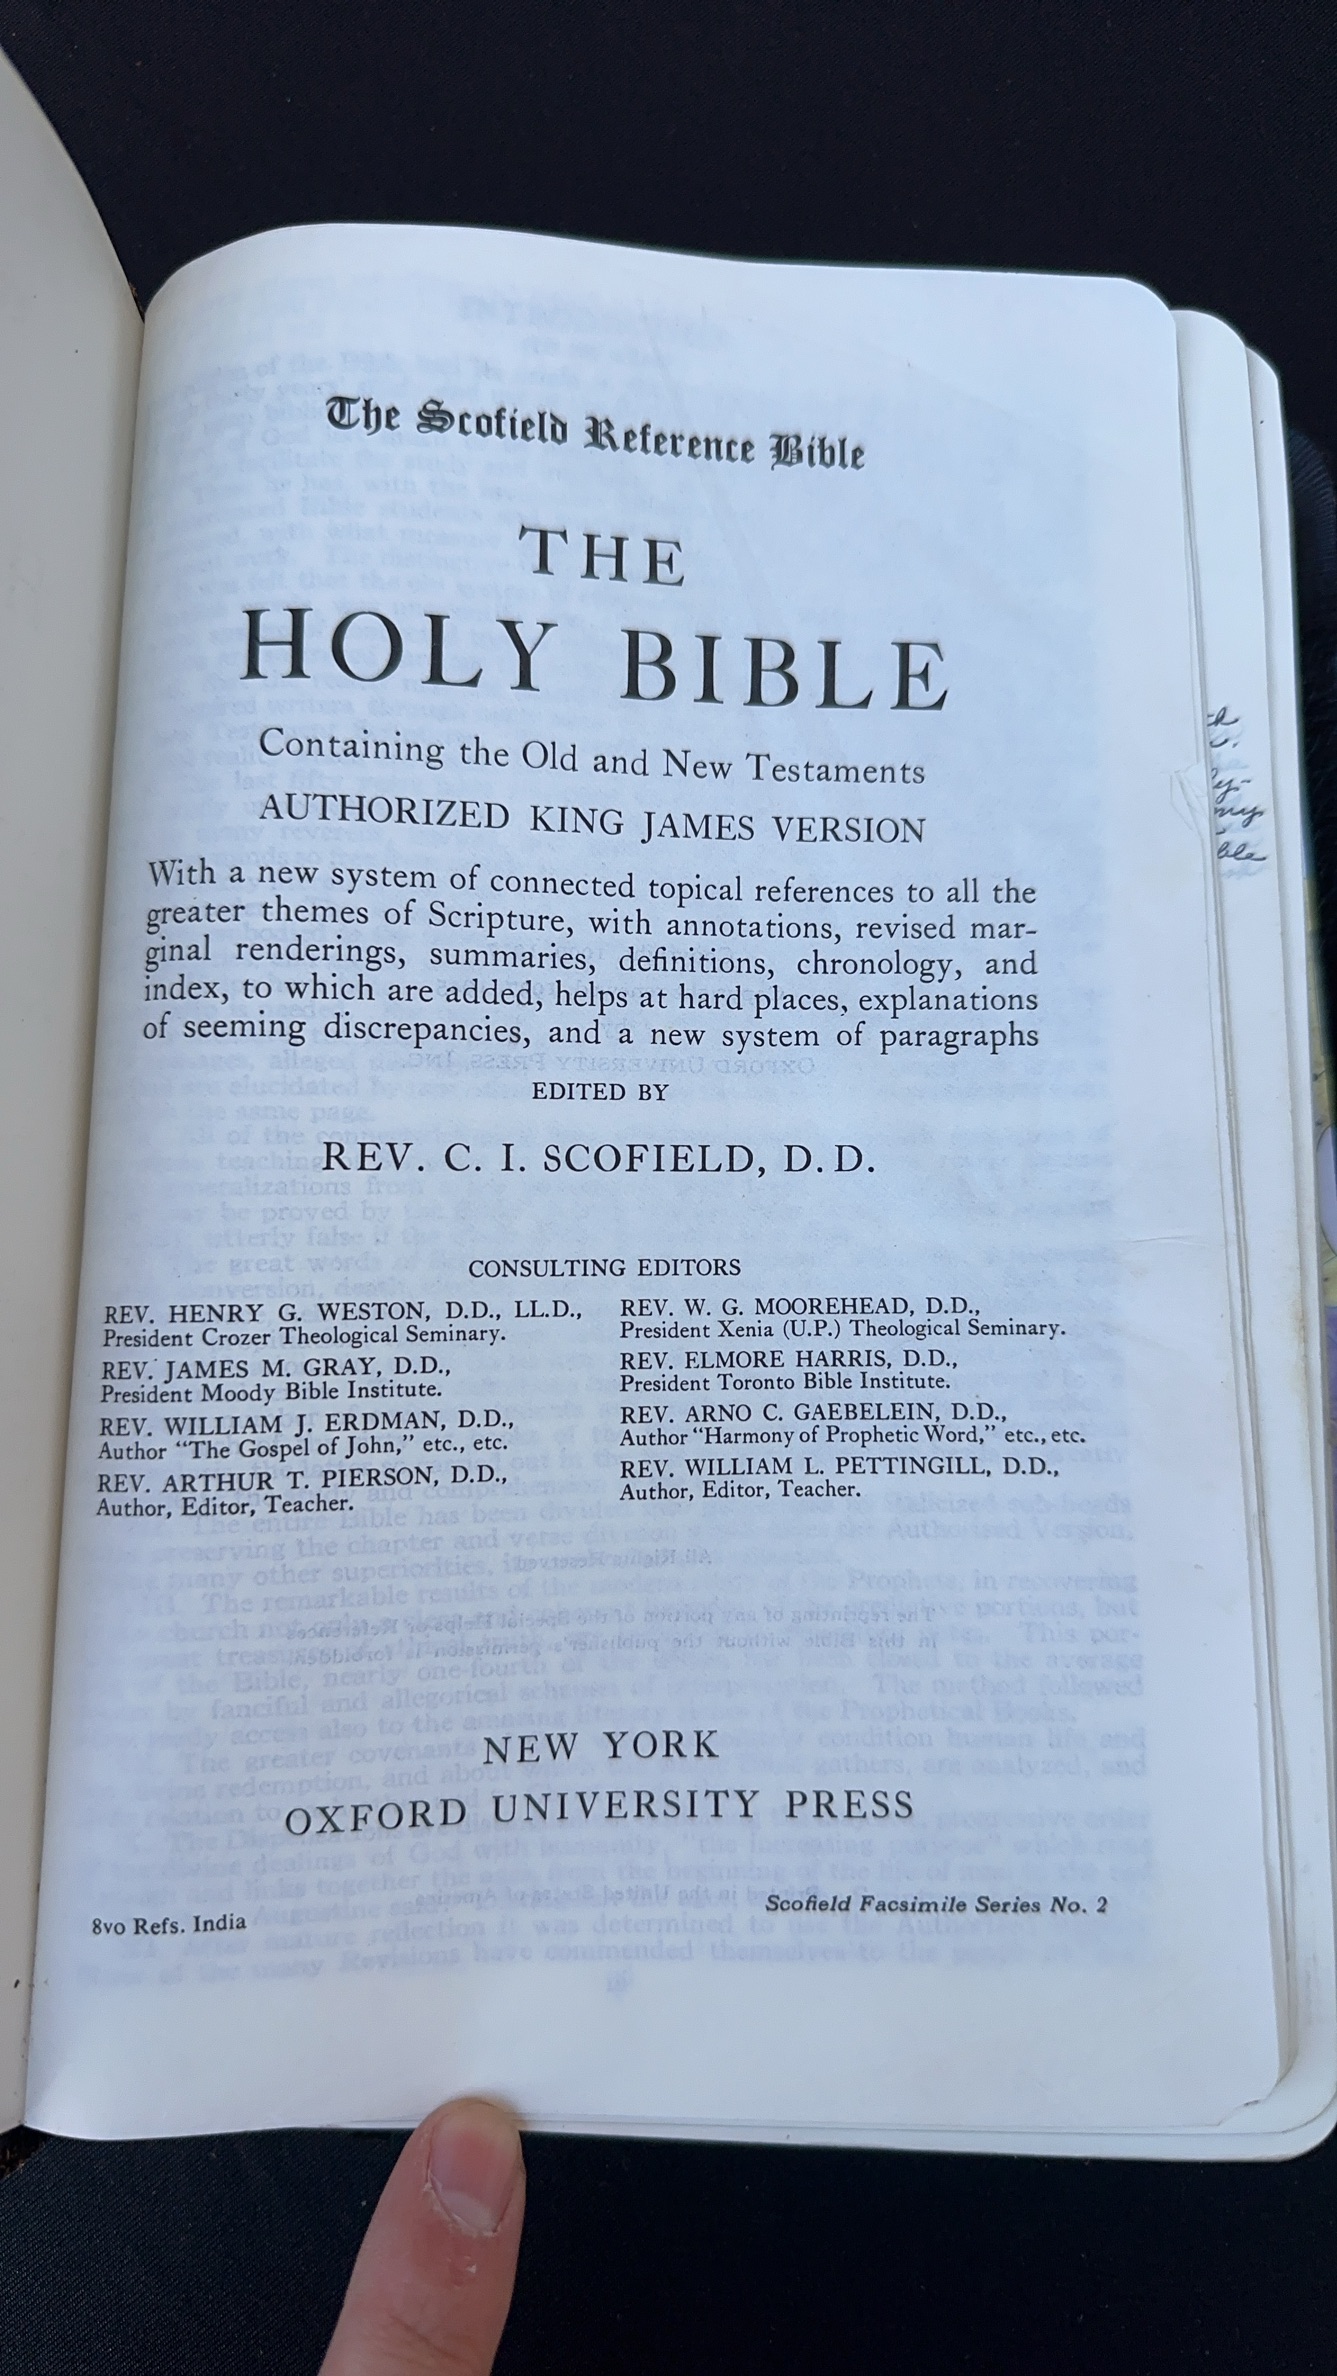 The Scofield Reference Bible
THE
HOLY BIBLE
Containing the Old and New Testaments
AUTHORIZED KING JAMES VERSION
With a new system of connected topical references to all the
greater themes of Scripture, with annotations, revised mar-
ginal renderings, summaries, definitions, chronology, and
index, to which are added, helps at hard places, explanations
of seeming discrepancies, and a new system of paragraphs
EDITED BY
REV. C. I. SCOFIELD, D. D.
CONSULTING EDITORS
REV. HENRY G. WESTON, D.D., LL.D.,
President Crozer Theological Seminary.
REV. JAMES M. GRAY, D.D.,
President Moody Bible Institute.
REV. WILLIAM J. ERDMAN, D.D.,
Author "The Gospel of John," etc., etc.
REV. ARTHUR T. PIERSON, D.D.,
Author, Editor, Teacher.
REV. W. G. MOOREHEAD, D.D.,
President Xenia (U.P.) Theological Seminary.
REV. ELMORE HARRIS, D.D.,
President Toronto Bible Institute.
REV. ARNO C. GAEBELEIN, D.D.,
Author "Harmony of Prophetic Word," etc., etc.
REV. WILLIAM L. PETTINGILL, D.D.,
Author, Editor, Teacher.
NEW YORK
OXFORD UNIVERSITY PRESS
8vo Refs. India
Scofield Facsimile Series No. 2